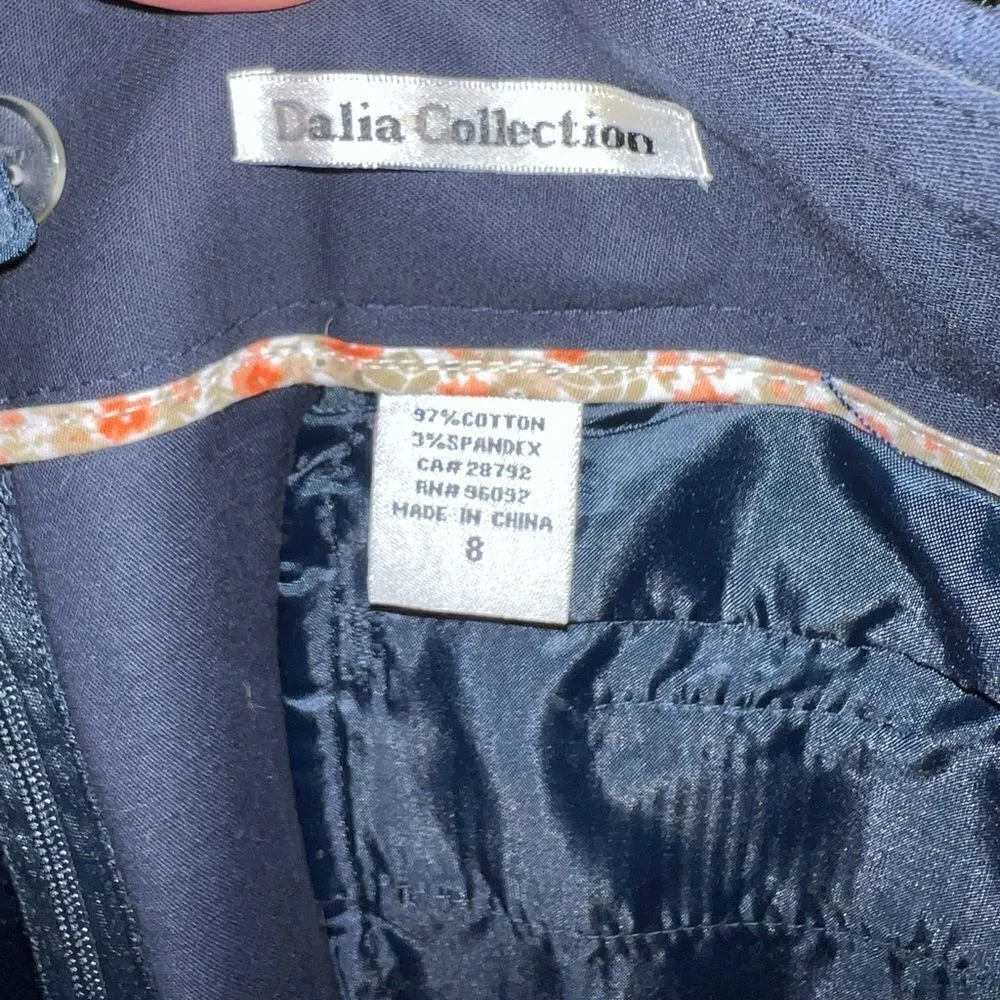 Dalia Collection
97%COTTON
3%SPANDEX
CA# 28792
RN# 96092
MADE IN CHINA
8